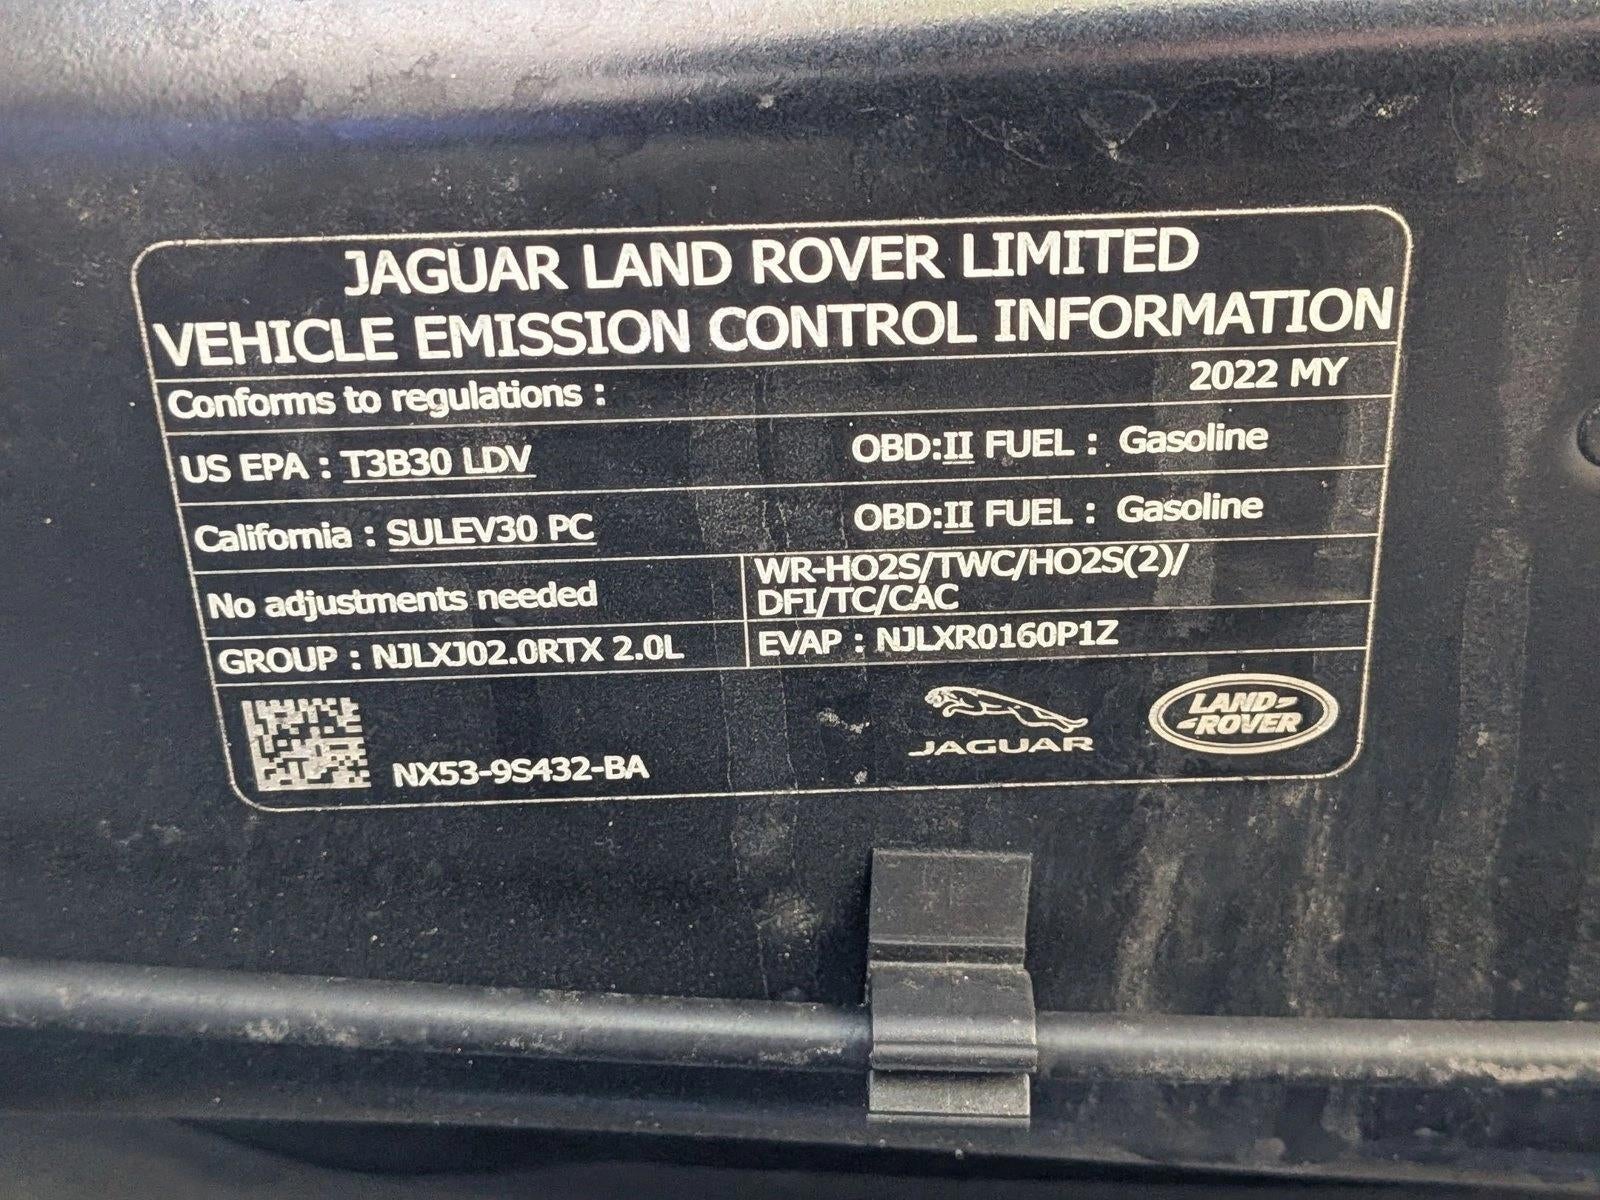 JAGUAR LAND ROVER LIMITED
VEHICLE EMISSION CONTROL INFORMATION
Conforms to regulations : 2022 MY
US EPA : T3B30 LDV OBD:II FUEL : Gasoline
California : SULEV30 PC OBD:II FUEL : Gasoline
No adjustments needed
WR-HO2S/TWC/HO2S(2)/
DFI/TC/CAC
GROUP : NJLXJ02.0RTX 2.0L EVAP : NJLXR0160P1Z
NX53-9S432-BA
JAGUAR
LAND-
-ROVER